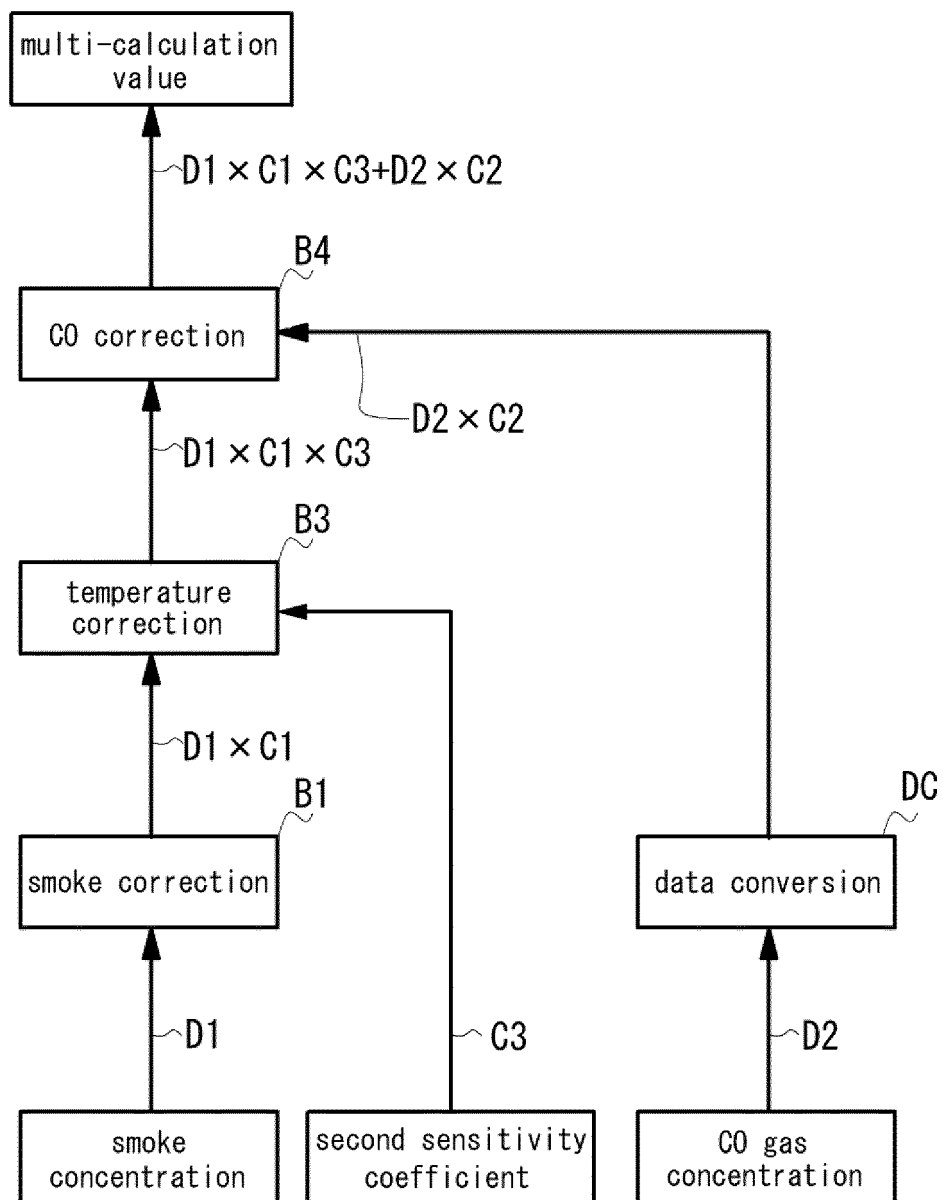 multi-calculation
value
D1×C1×C3+D2×C2
B4
CO correction
D2×C2
D1×C1×C3
B3
temperature
correction
D1×C1
B1
DC
smoke correction
data conversion
D1
C3
D2
smoke
concentration
second sensitivity
coefficient
CO gas
concentration